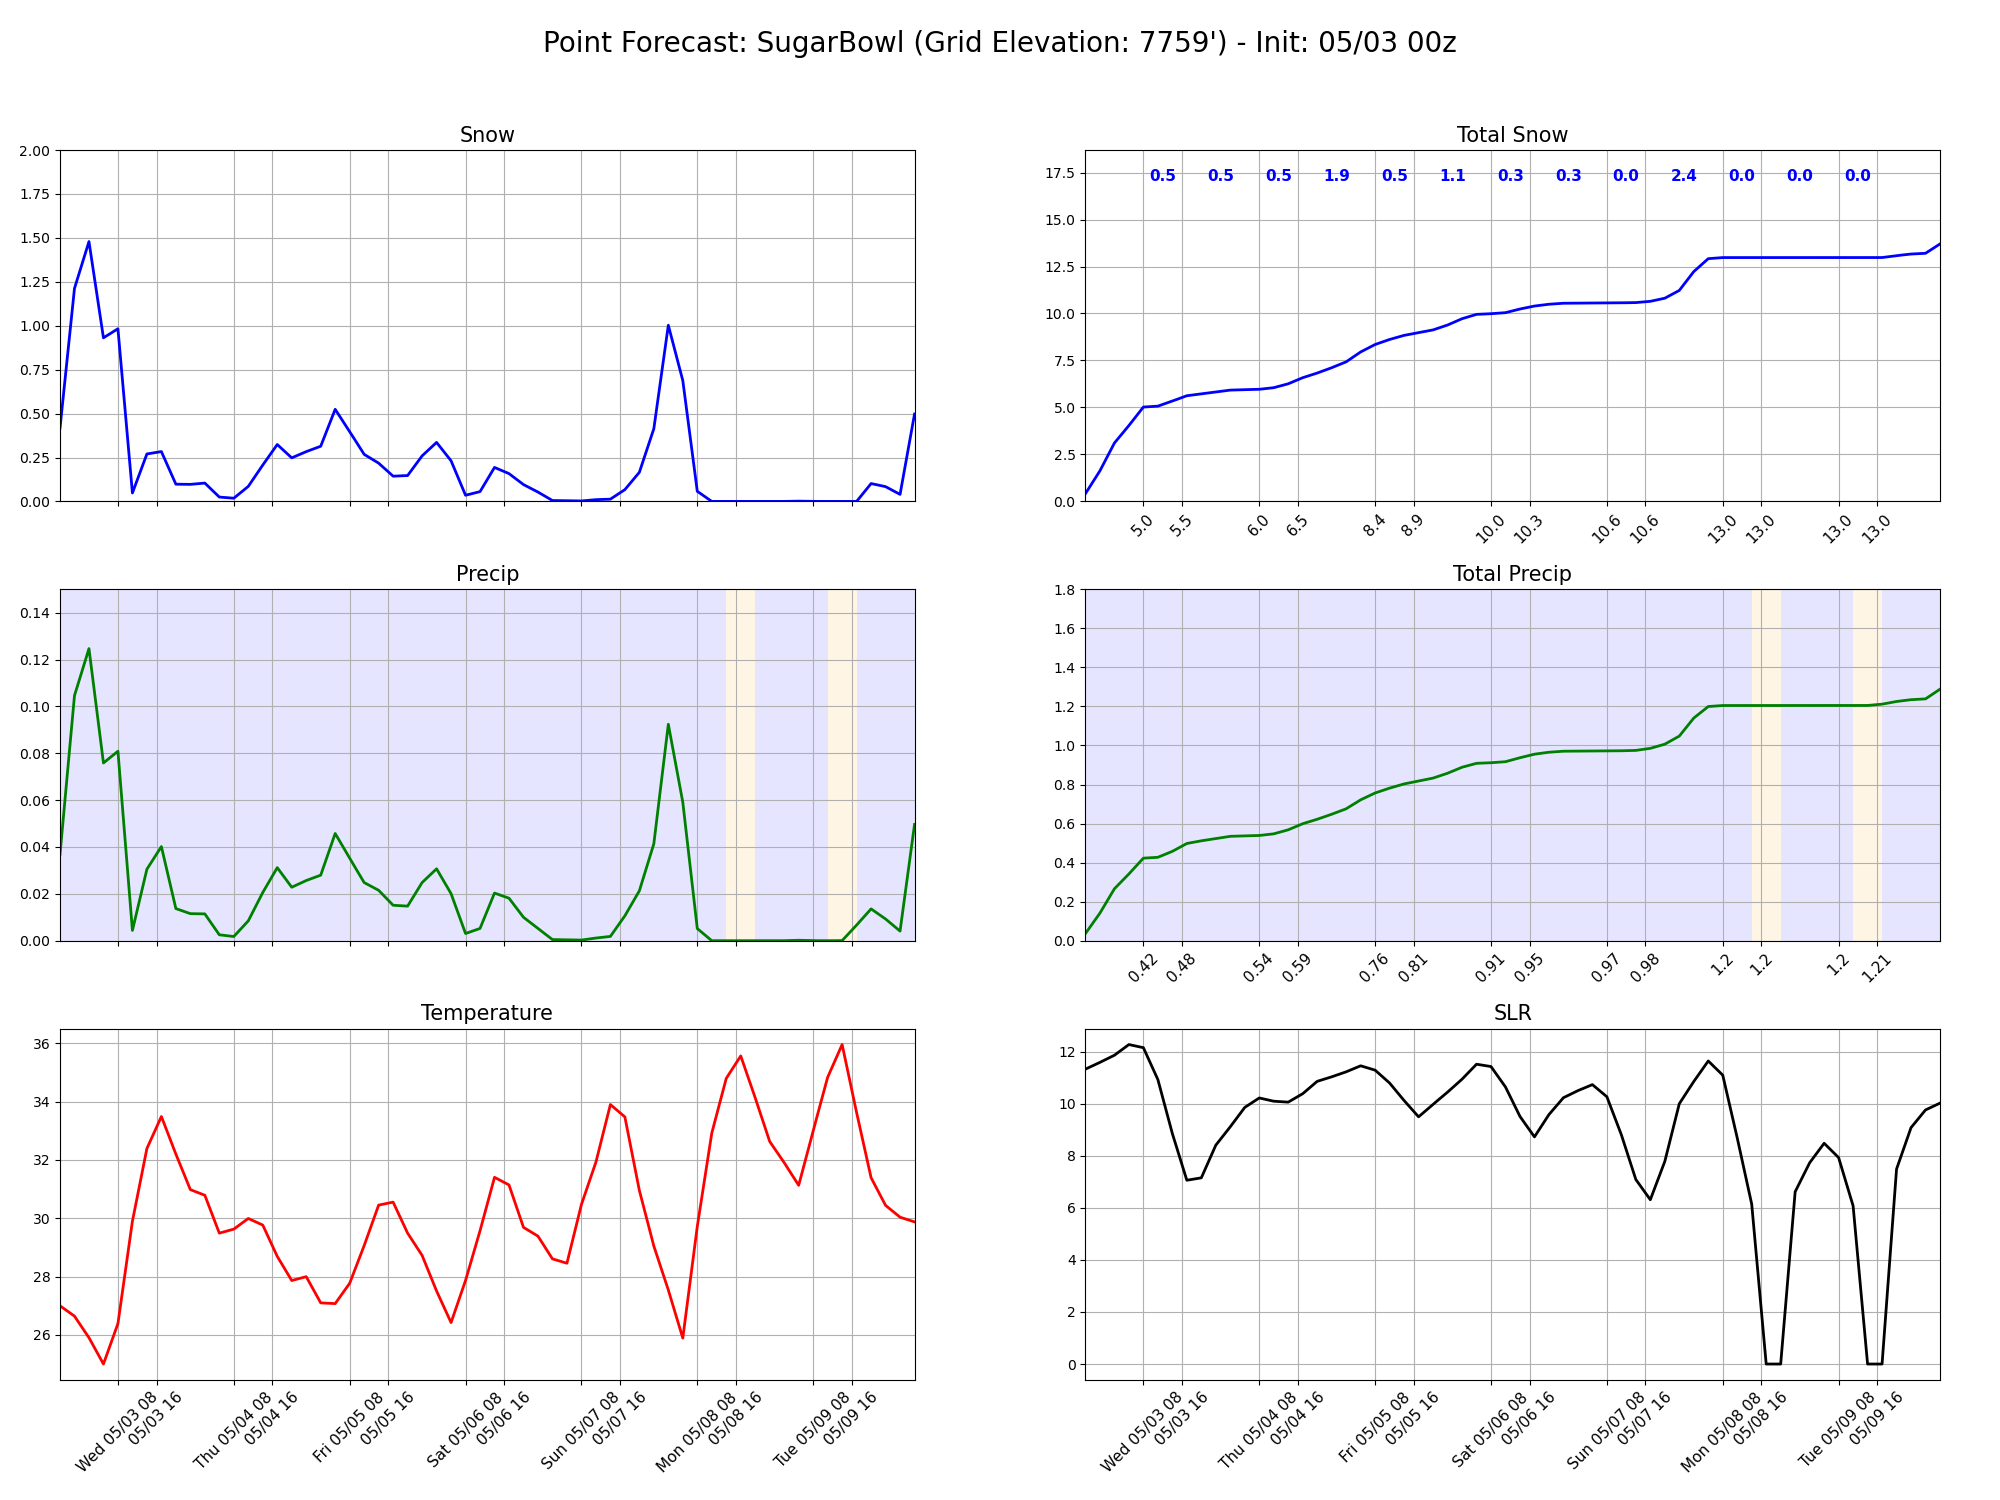 Point Forecast: SugarBowl (Grid Elevation: 7759') - Init: 05/03 00z
Snow
2.00
1.75
1.50
1.25
1.00
0.75
0.50
0.25
0.00
Total Snow
17.5
15.0
12.5
10.0
7.5
5.0
2.5
0.0
0.5 0.5 0.5 1.9 0.5 1.1 0.3 0.3 0.0 2.4 0.0 0.0 0.0
5.0 5.5 6.0 6.5 8.4 8.9 10.0 10.3 10.6 10.6 13.0 13.0 13.0 13.0
Precip
0.14
0.12
0.10
0.08
0.06
0.04
0.02
0.00
Total Precip
1.8
1.6
1.4
1.2
1.0
0.8
0.6
0.4
0.2
0.0
0.42 0.48 0.54 0.59 0.76 0.81 0.91 0.95 0.97 0.98 1.2 1.2 1.2 1.21
Temperature
36
34
32
30
28
26
Wed 05/03 08
05/03 16
Thu 05/04 08
05/04 16
Fri 05/05 08
05/05 16
Sat 05/06 08
05/06 16
Sun 05/07 08
05/07 16
Mon 05/08 08
05/08 16
Tue 05/09 08
05/09 16
SLR
12
10
8
6
4
2
0
Wed 05/03 08
05/03 16
Thu 05/04 08
05/04 16
Fri 05/05 08
05/05 16
Sat 05/06 08
05/06 16
Sun 05/07 08
05/07 16
Mon 05/08 08
05/08 16
Tue 05/09 08
05/09 16